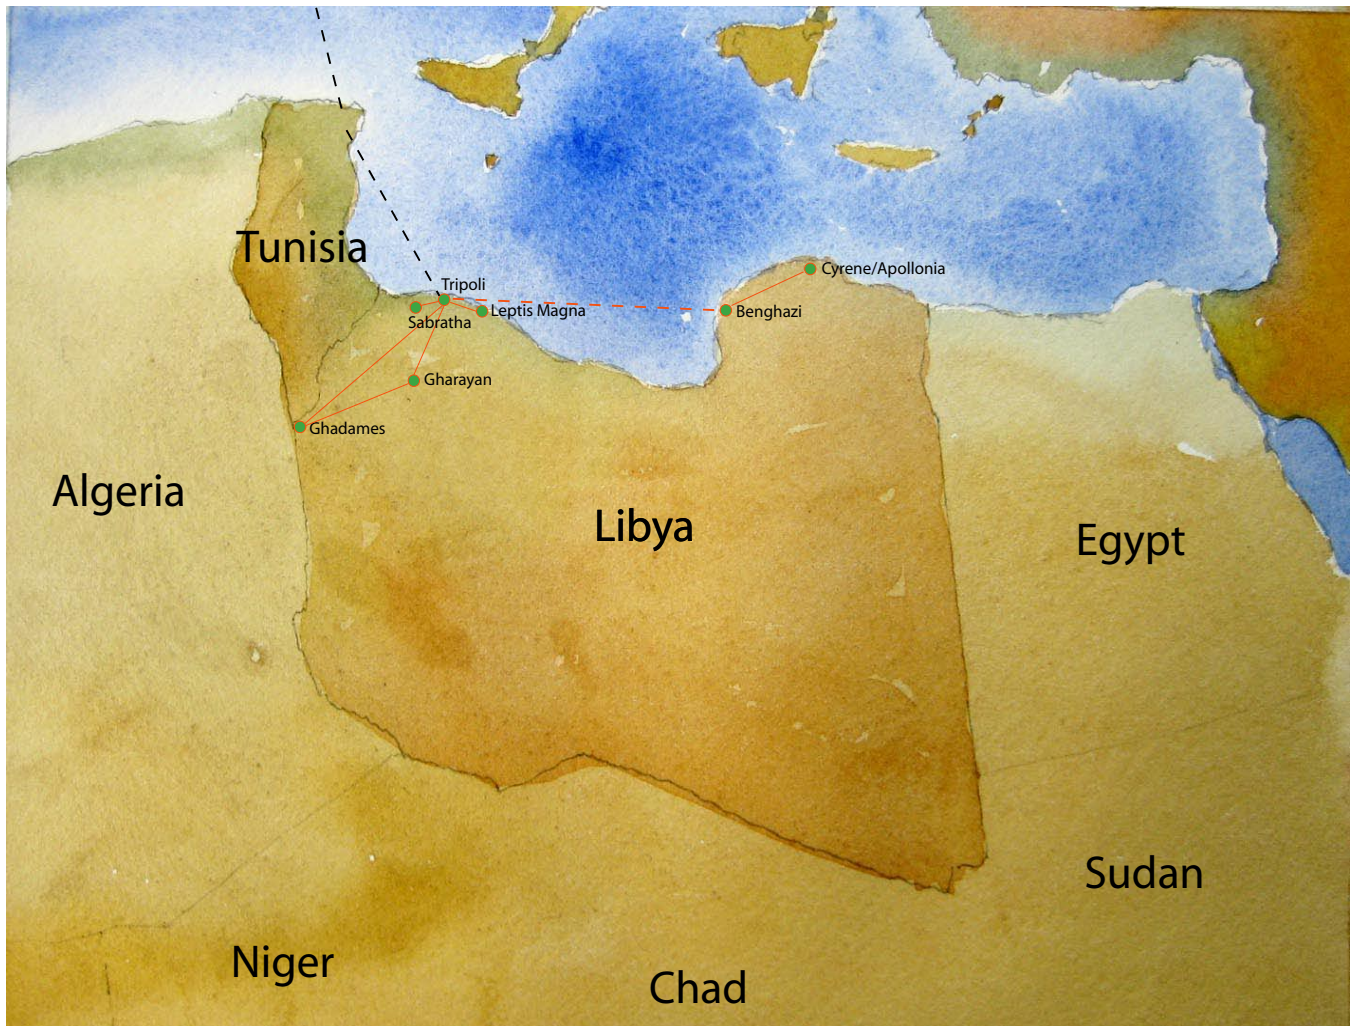 Tunisia
Tripoli
Cyrene/Apollonia
Sabratha
Leptis Magna
Benghazi
Gharayan
Ghadames
Algeria
Libya
Egypt
Sudan
Niger
Chad